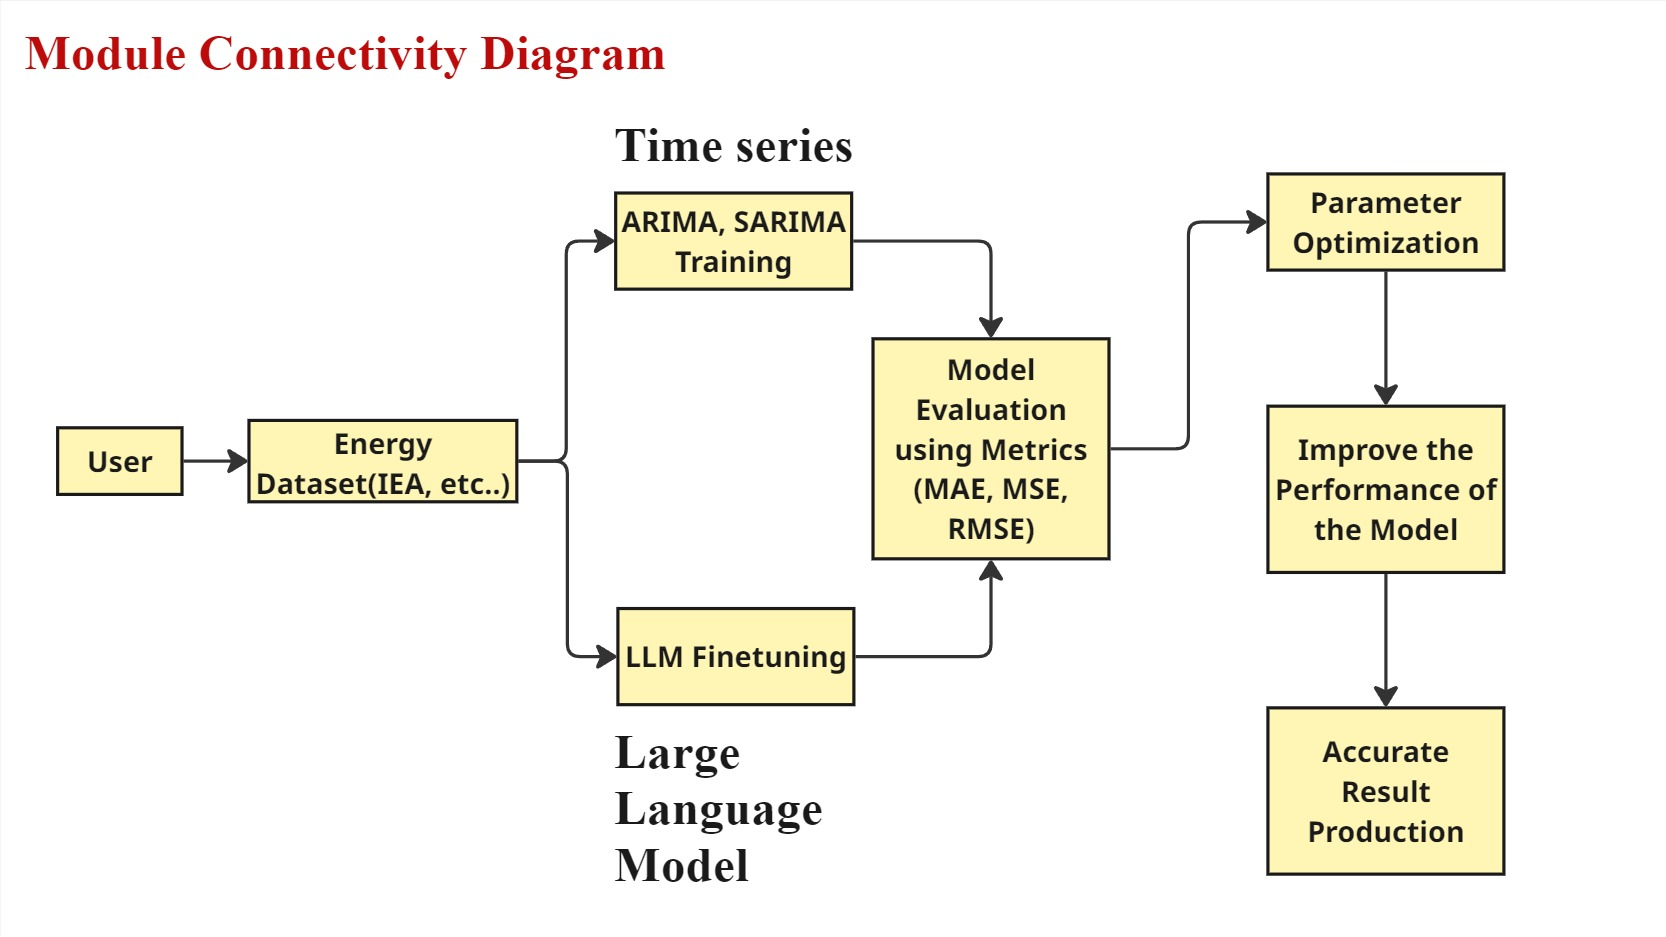 Module Connectivity Diagram
Time series
ARIMA, SARIMA
Training
Parameter
Optimization
Model
Evaluation
using Metrics
(MAE, MSE,
RMSE)
User
Energy
Dataset(IEA, etc..)
Improve the
Performance of
the Model
LLM Finetuning
Large
Language
Model
Accurate
Result
Production